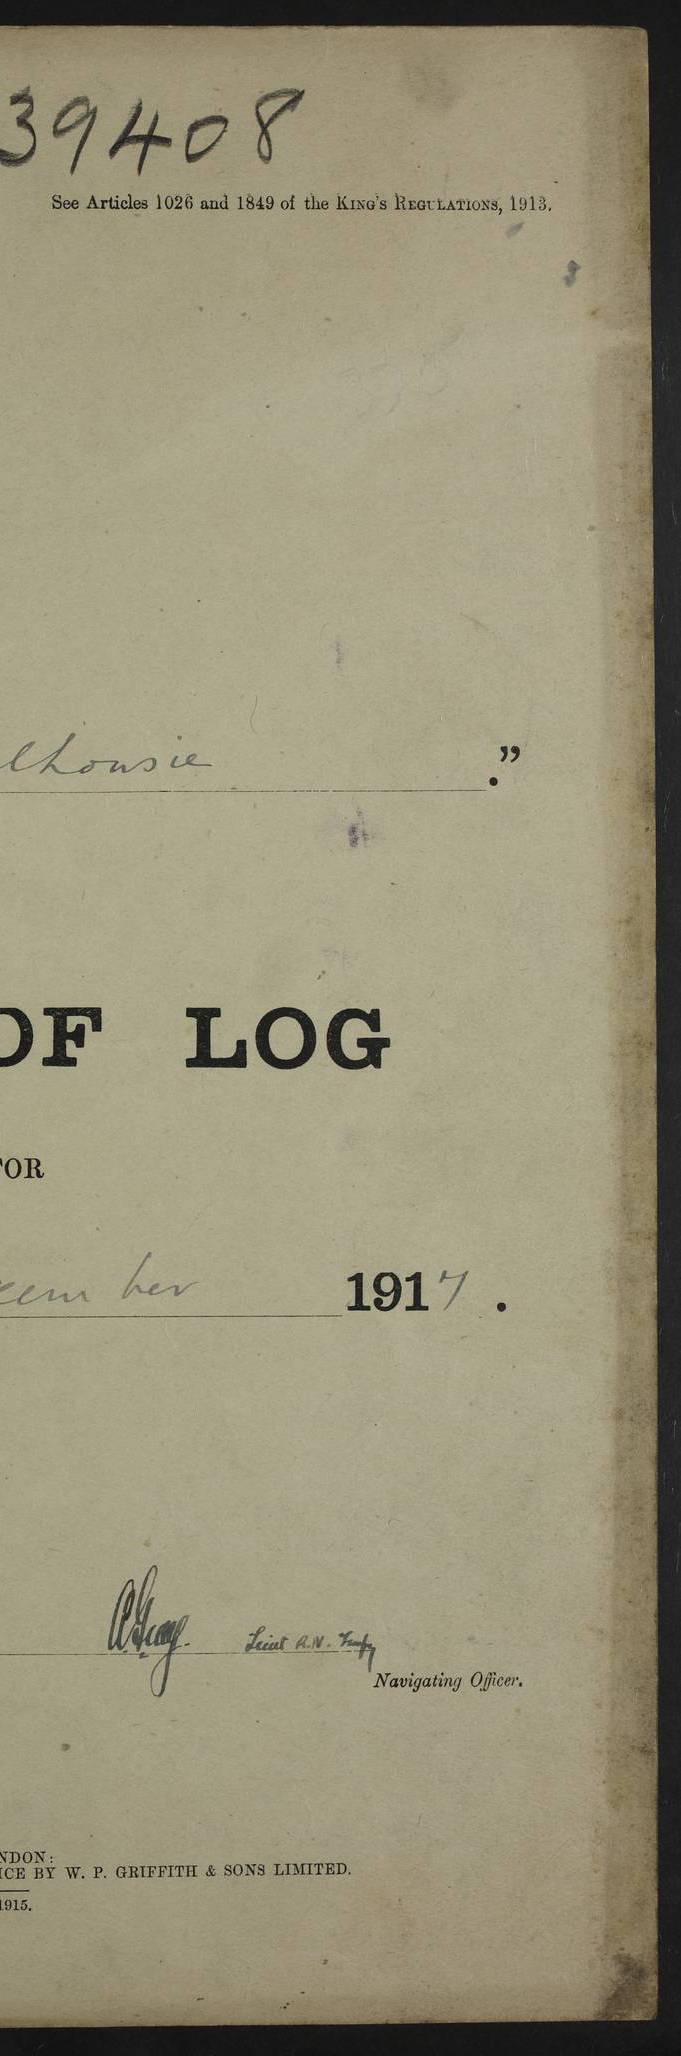 39408
See Articles 1026 and 1849 of the KING'S REGULATIONS, 1913.
lhousie .”
OF LOG
FOR
cember 1917.
Lieut R.N.
Navigating Officer.
NDON:
ICE BY W. P. GRIFFITH & SONS LIMITED.
1915.